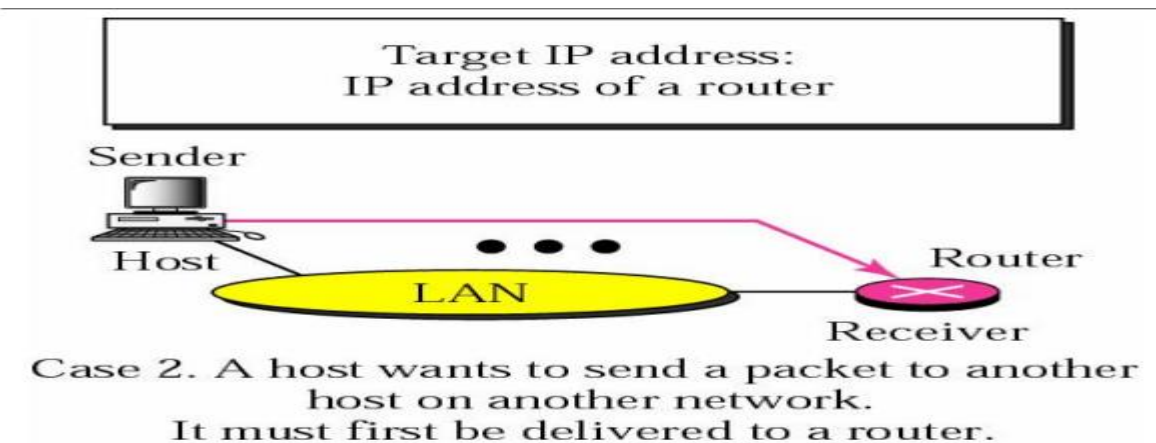 Target IP address:
IP address of a router
Sender
Host
LAN
Router
Receiver
Case 2. A host wants to send a packet to another
host on another network.
It must first be delivered to a router.